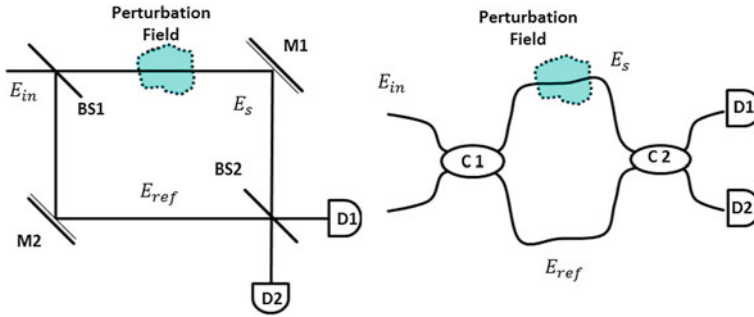 Perturbation
Field
M1
E_in
BS1
E_s
BS2
E_ref
M2
D1
D2
Perturbation
Field
E_s
E_in
D1
C 1
C 2
D2
E_ref